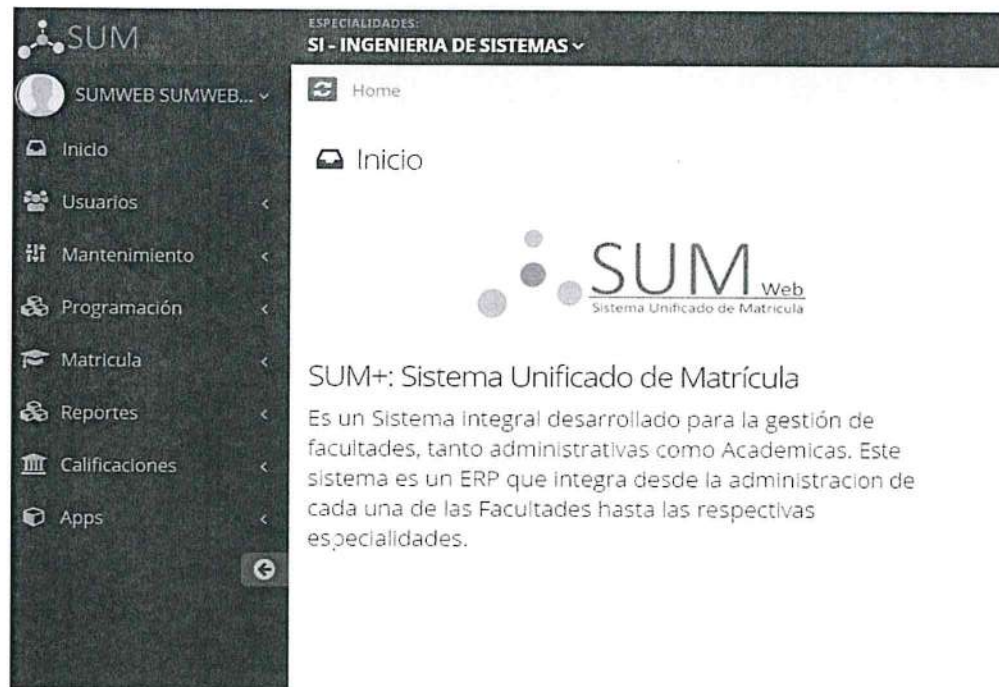 SUM
ESPECIALIDADES:
SI - INGENIERIA DE SISTEMAS
SUMWEB SUMWEB...
Inicio
Usuarios
Mantenimiento
Programación
Matricula
Reportes
Calificaciones
Apps
Home
Inicio
SUM Web
Sistema Unificado de Matricula
SUM+: Sistema Unificado de Matrícula
Es un Sistema integral desarrollado para la gestión de
facultades, tanto administrativas como Academicas. Este
sistema es un ERP que integra desde la administracion de
cada una de las Facultades hasta las respectivas
especialidades.